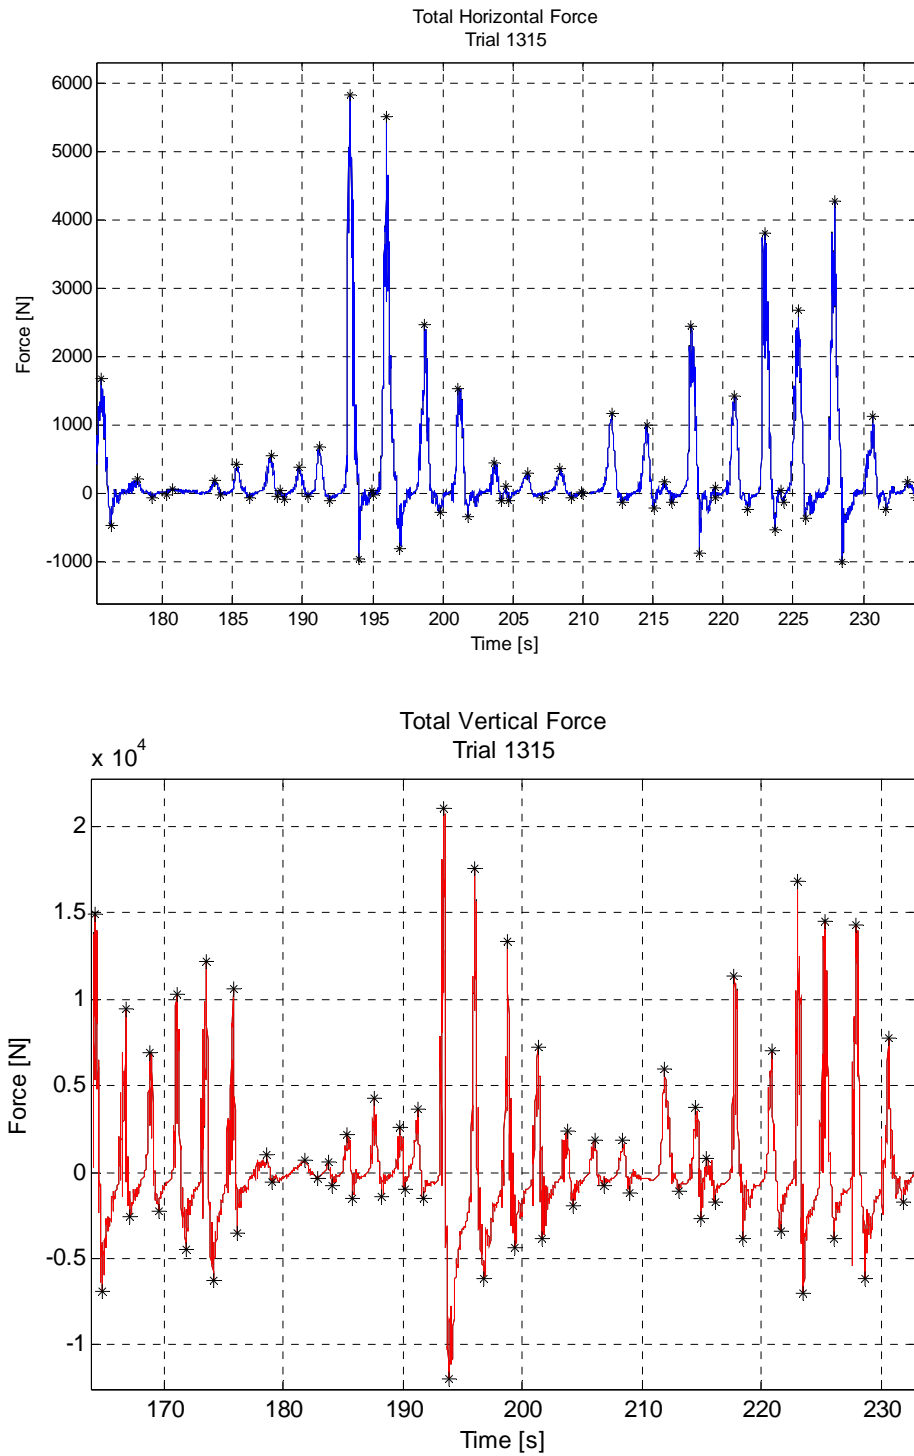 Total Horizontal Force
Trial 1315
6000
5000
4000
3000
2000
1000
0
-1000
Force [N]
180 185 190 195 200 205 210 215 220 225 230
Time [s]
Total Vertical Force
Trial 1315
x 10^4
2
1.5
1
0.5
0
-0.5
-1
Force [N]
170 180 190 200 210 220 230
Time [s]